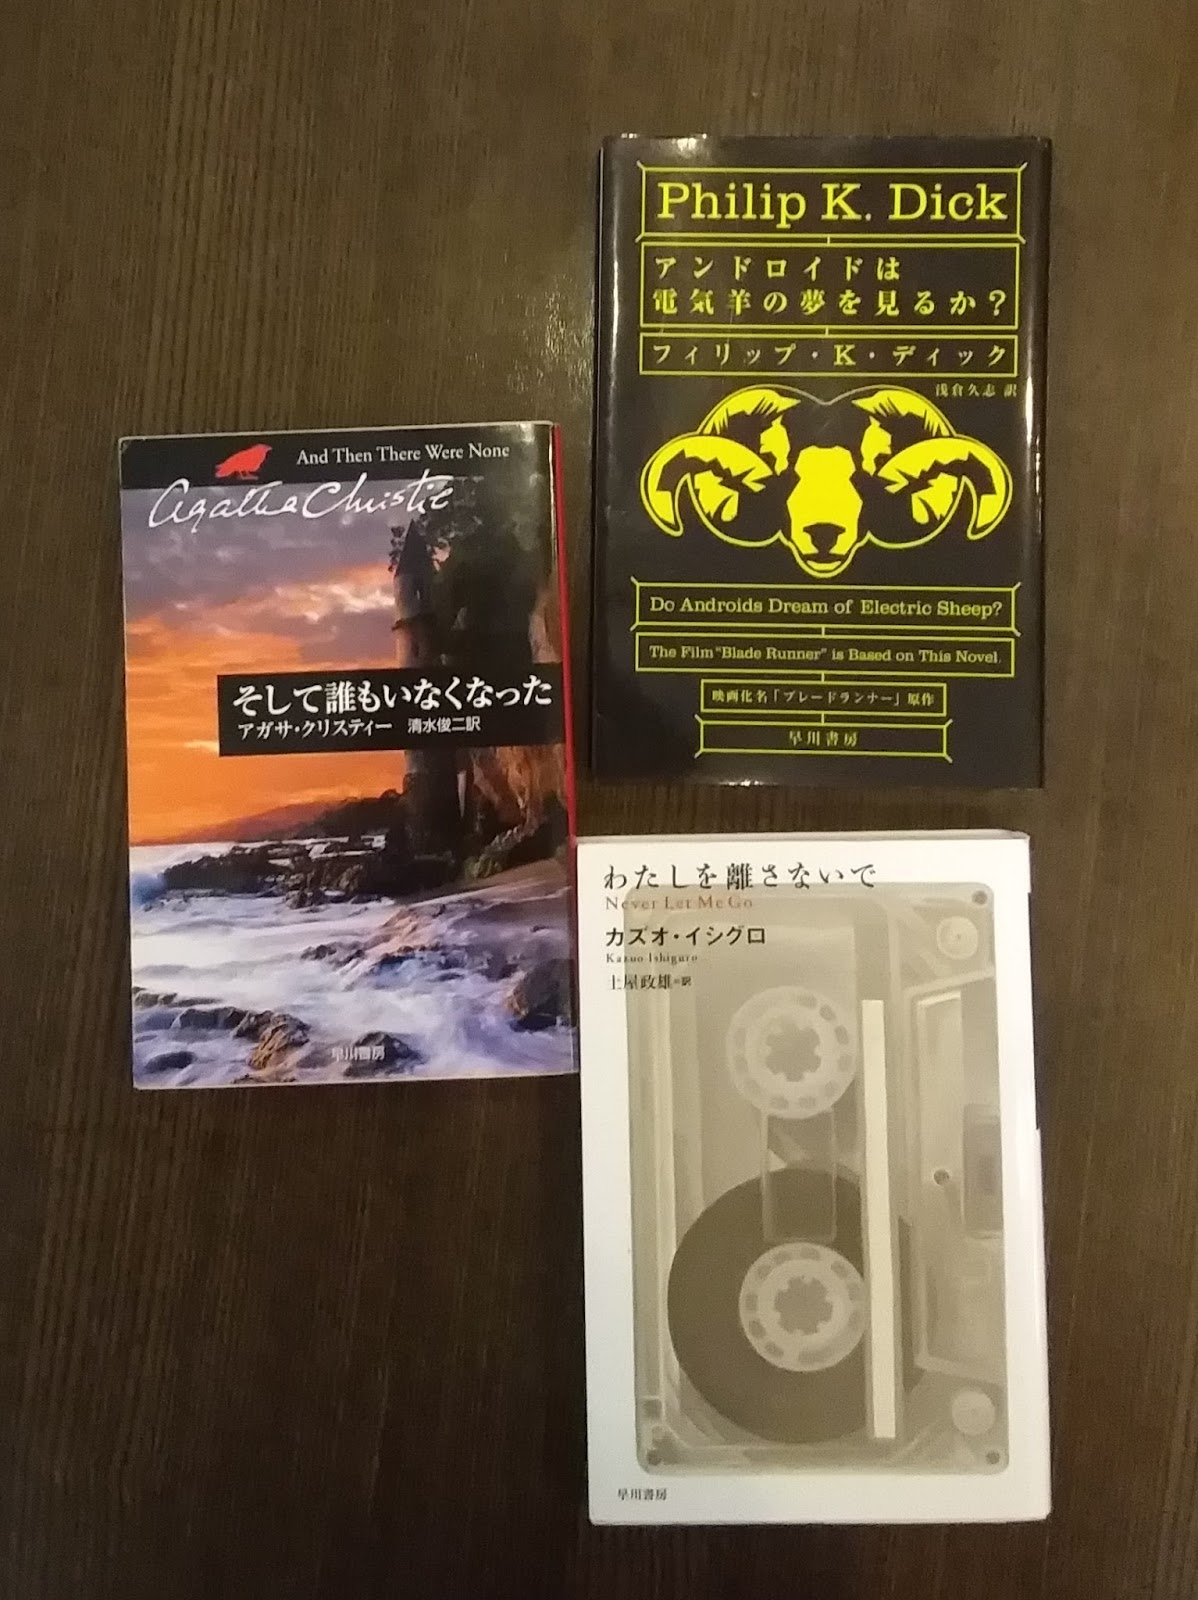 And Then There Were None
Agatha Christie
そして誰もいなくなった
アガサ・クリスティー 清水俊二訳
早川書房
Philip K. Dick
アンドロイドは
電気羊の夢を見るか?
フィリップ・K・ディック
浅倉久志 訳
Do Androids Dream of Electric Sheep?
The Film "Blade Runner" is Based on This Novel.
映画化名「ブレードランナー」原作
早川書房
わたしを離さないで
Never Let Me Go
カズオ・イシグロ
Kazuo Ishiguro
土屋政雄=訳
早川書房